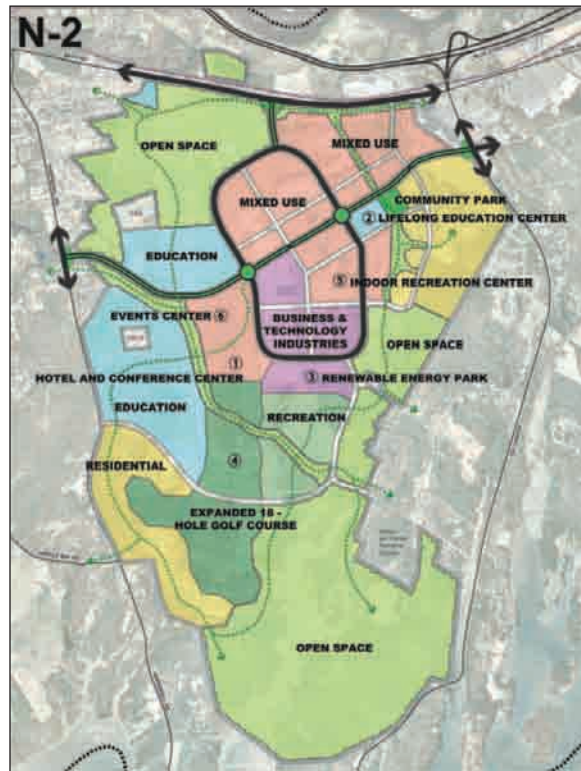 N-2
OPEN SPACE
MIXED USE
MIXED USE
COMMUNITY PARK
② LIFELONG EDUCATION CENTER
EDUCATION
⑤ INDOOR RECREATION CENTER
EVENTS CENTER ⑥
BUSINESS &
TECHNOLOGY
INDUSTRIES
OPEN SPACE
①
HOTEL AND CONFERENCE CENTER
③ RENEWABLE ENERGY PARK
EDUCATION
RECREATION
RESIDENTIAL
④
EXPANDED 18 -
HOLE GOLF COURSE
OPEN SPACE